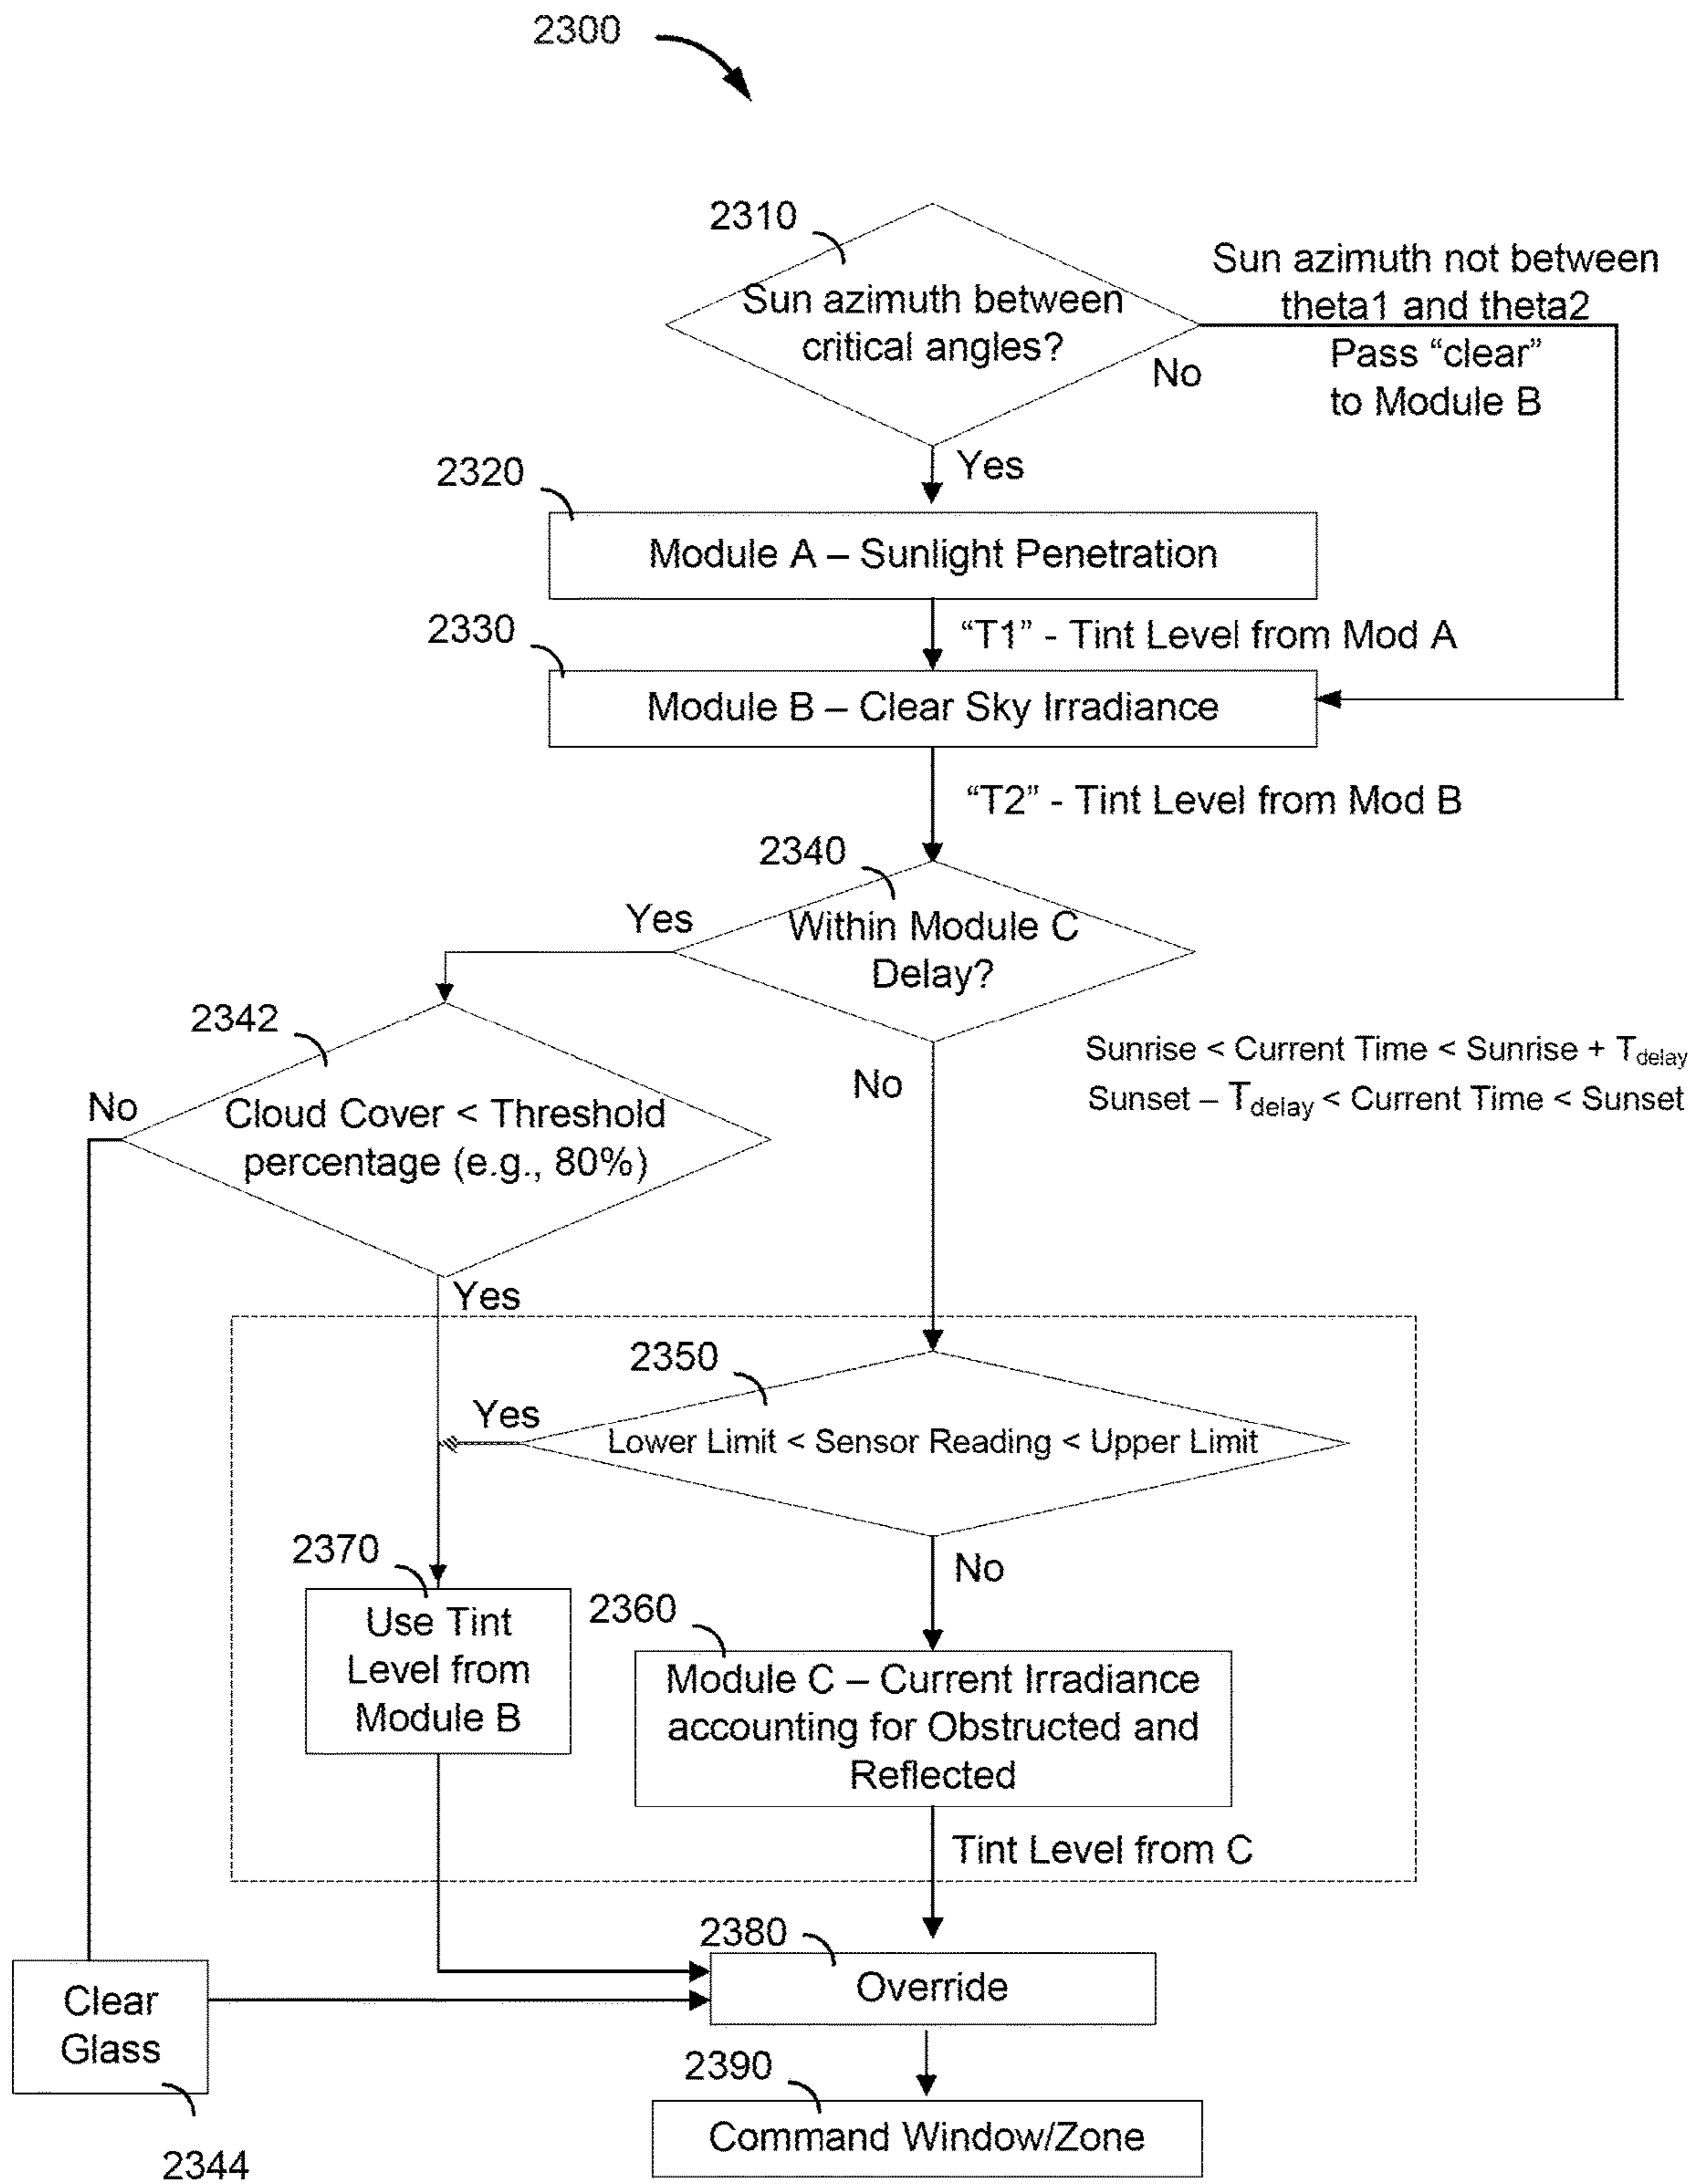 2300
2310
Sun azimuth between
critical angles?
Sun azimuth not between
theta1 and theta2
Pass “clear”
to Module B
No
Yes
2320
Module A – Sunlight Penetration
“T1” - Tint Level from Mod A
2330
Module B – Clear Sky Irradiance
“T2” - Tint Level from Mod B
2340
Within Module C
Delay?
Yes
No
Sunrise < Current Time < Sunrise + Tdelay
Sunset – Tdelay < Current Time < Sunset
2342
Cloud Cover < Threshold
percentage (e.g., 80%)
No
Yes
2350
Lower Limit < Sensor Reading < Upper Limit
Yes
No
2370
Use Tint
Level from
Module B
2360
Module C – Current Irradiance
accounting for Obstructed and
Reflected
Tint Level from C
2380
Override
Clear
Glass
2344
2390
Command Window/Zone